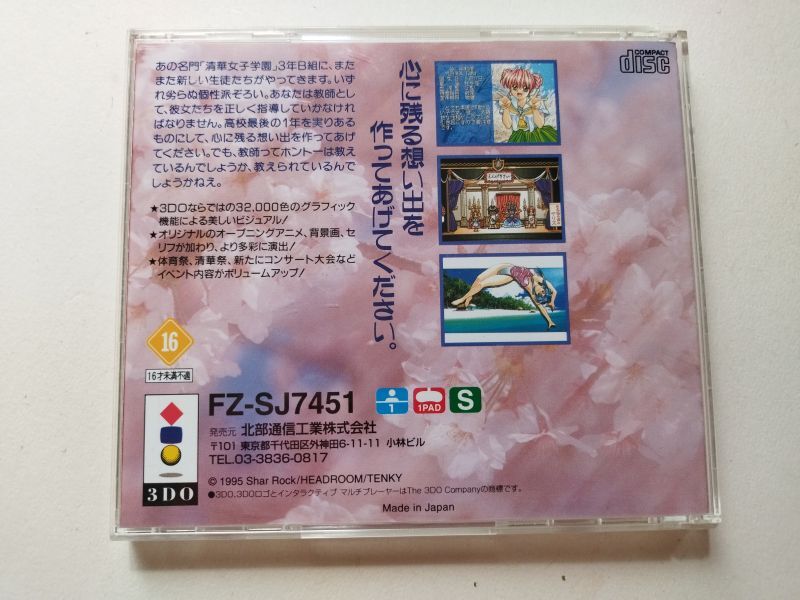 COMPACT
disc
あの名門「清華女子学園」3年B組に、また
また新しい生徒たちがやってきます。いず
れ劣らぬ個性派ぞろい。あなたは教師とし
て、彼女たちを正しく指導していかなけれ
ばなりません。高校最後の1年を実りある
ものにして、心に残る想い出を作ってあげ
てください。でも、教師ってホントーは教え
ているんでしょうか、教えられているんで
しょうかねえ。
★3DOならではの32,000色のグラフィック
機能による美しいビジュアル!
★オリジナルのオープニングアニメ、背景画、セ
リフが加わり、より多彩に演出!
★体育祭、清華祭、新たにコンサート大会など
イベント内容がボリュームアップ!
心に残る想い出を
作ってあげてください。
16
16才未満不適
3DO
FZ-SJ7451
1
1PAD
S
発売元 北部通信工業株式会社
〒101 東京都千代田区外神田6-11-11 小林ビル
TEL.03-3836-0817
© 1995 Shar Rock/HEADROOM/TENKY
●3DO、3DOロゴとインタラクティブ マルチプレーヤーはThe 3DO Companyの商標です。
Made in Japan